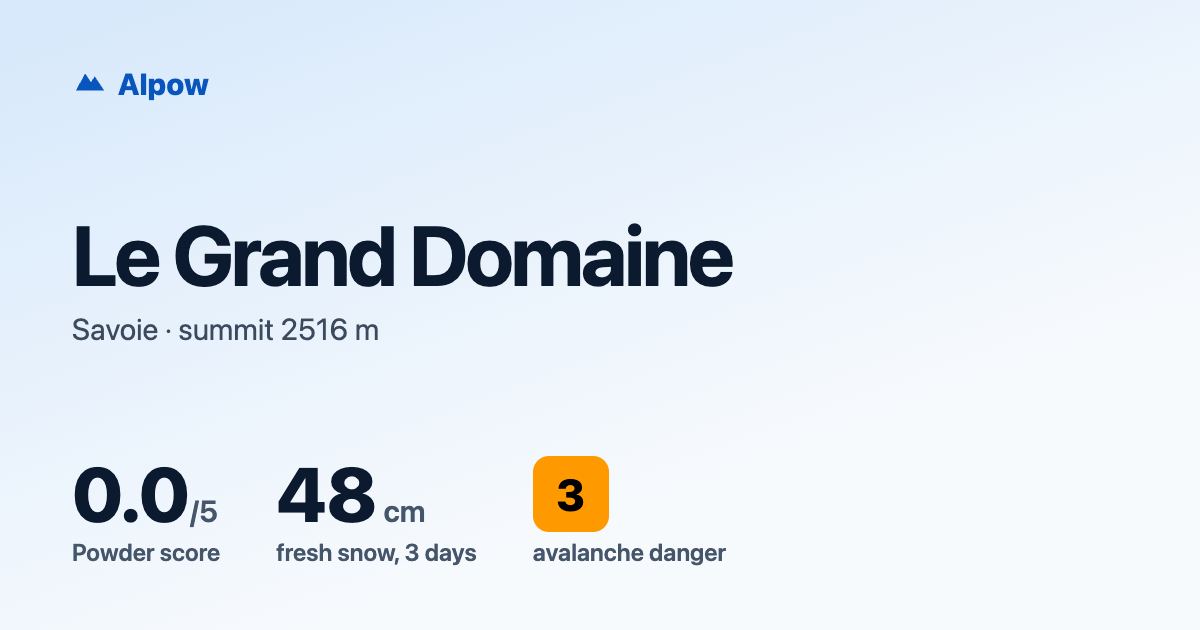 Alpow
Le Grand Domaine
Savoie · summit 2516 m
0.0/5 48 cm 3
Powder score fresh snow, 3 days avalanche danger